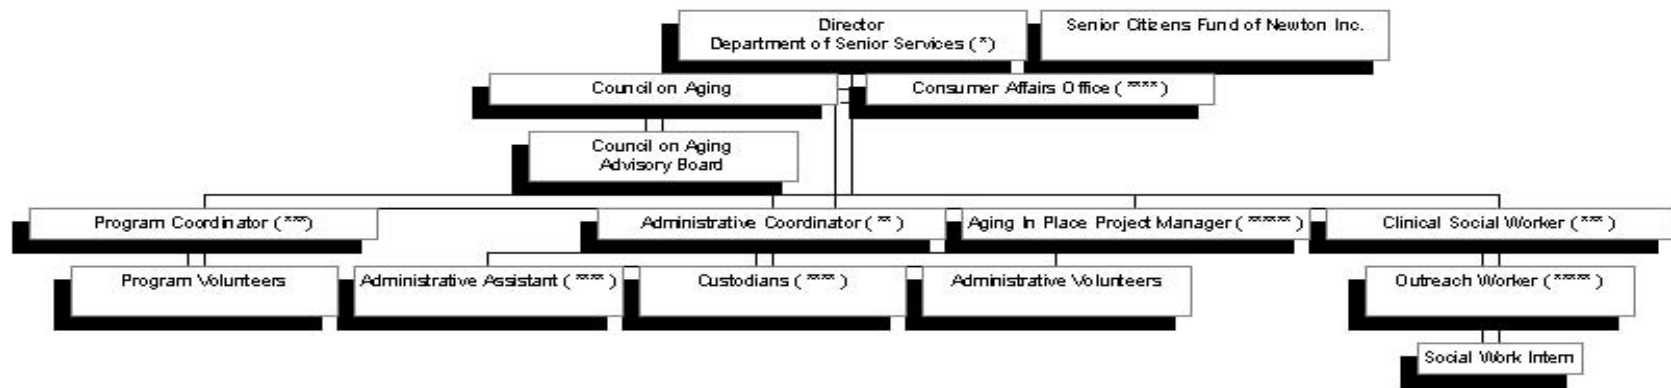 Director
Department of Senior Services (*)
Senior Citizens Fund of Newton Inc.
Council on Aging
Consumer Affairs Office ( **** )
Council on Aging
Advisory Board
Program Coordinator ( ***)
Administrative Coordinator ( ** )
Aging In Place Project Manager ( ****** )
Clinical Social Worker ( *** )
Program Volunteers
Administrative Assistant ( **** )
Custodians ( **** )
Administrative Volunteers
Outreach Worker ( ***** )
Social Work Intern